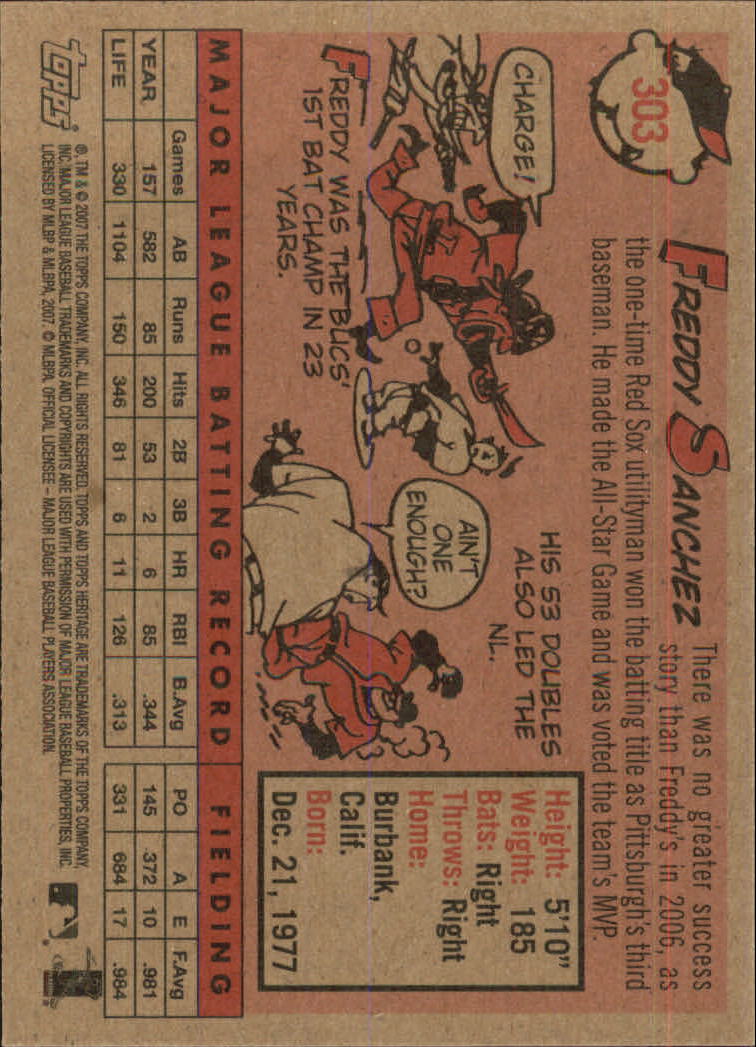 303
FREDDY SANCHEZ
There was no greater success
story than Freddy's in 2006, as
the one-time Red Sox utilityman won the batting title as Pittsburgh's third
baseman. He made the All-Star Game and was voted the team's MVP.
CHARGE!
FREDDY WAS THE BUCS'
1ST BAT CHAMP IN 23
YEARS.
HIS 53 DOUBLES
ALSO LED THE
NL.
AIN'T
ONE
ENOUGH?
Height: 5'10"
Weight: 185
Bats: Right
Throws: Right
Home:
Burbank,
Calif.
Born:
Dec. 21, 1977
MAJOR LEAGUE BATTING RECORD FIELDING
Games AB Runs Hits 2B 3B HR RBI B.Avg PO A E F.Avg
YEAR 157 582 85 200 53 2 6 85 .344 145 372 10 .981
LIFE 330 1104 150 346 81 6 11 126 .313 331 684 17 .984
TOPPS
®, TM & © 2007 THE TOPPS COMPANY, INC. ALL RIGHTS RESERVED. TOPPS AND TOPPS HERITAGE ARE TRADEMARKS OF THE TOPPS COMPANY,
INC. MAJOR LEAGUE BASEBALL TRADEMARKS AND COPYRIGHTS ARE USED WITH PERMISSION OF MAJOR LEAGUE BASEBALL PROPERTIES, INC.
LICENSED BY MLBP & MLBPA, 2007. © MLBPA. OFFICIAL LICENSEE – MAJOR LEAGUE BASEBALL PLAYERS ASSOCIATION.